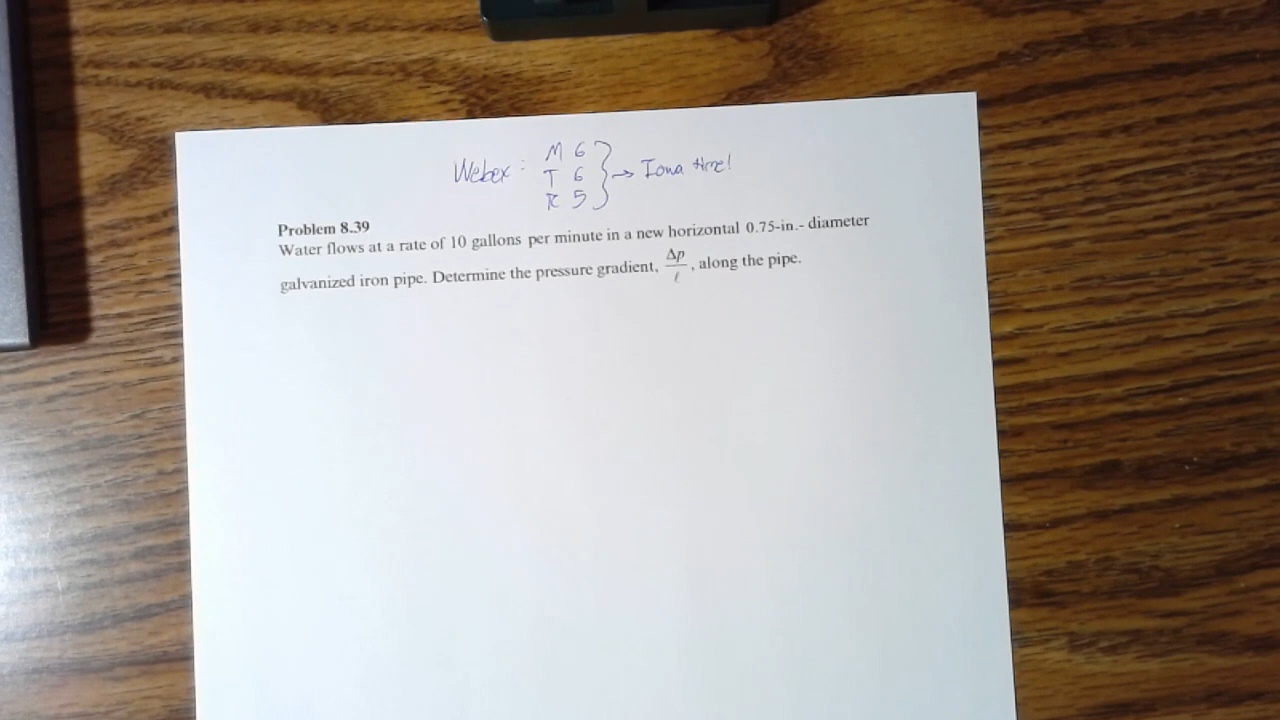 Webex: M 6
T 6
R 5
→ Iowa time!
Problem 8.39
Water flows at a rate of 10 gallons per minute in a new horizontal 0.75-in.- diameter
galvanized iron pipe. Determine the pressure gradient, Δp/ℓ, along the pipe.